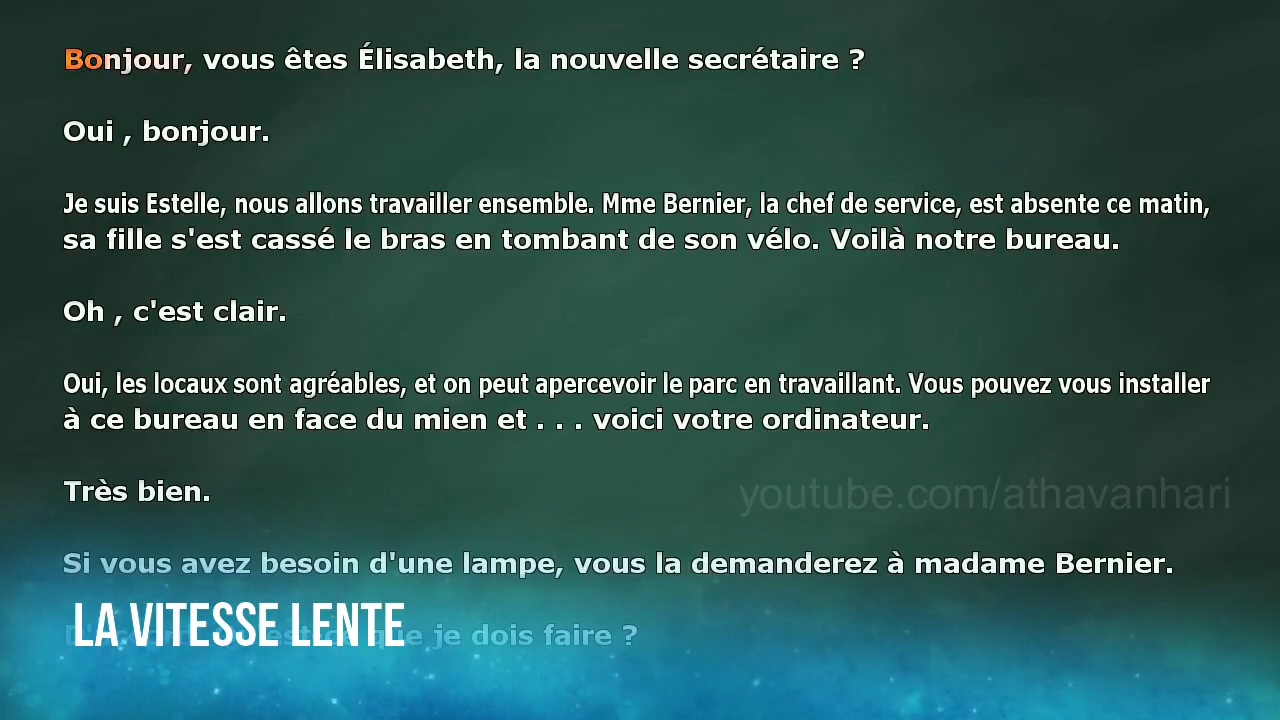 Bonjour, vous êtes Élisabeth, la nouvelle secrétaire ?
Oui , bonjour.
Je suis Estelle, nous allons travailler ensemble. Mme Bernier, la chef de service, est absente ce matin,
sa fille s'est cassé le bras en tombant de son vélo. Voilà notre bureau.
Oh , c'est clair.
Oui, les locaux sont agréables, et on peut apercevoir le parc en travaillant. Vous pouvez vous installer
à ce bureau en face du mien et . . . voici votre ordinateur.
Très bien.
youtube.com/athavanhari
Si vous avez besoin d'une lampe, vous la demanderez à madame Bernier.
LA VITESSE LENTE
je dois faire ?